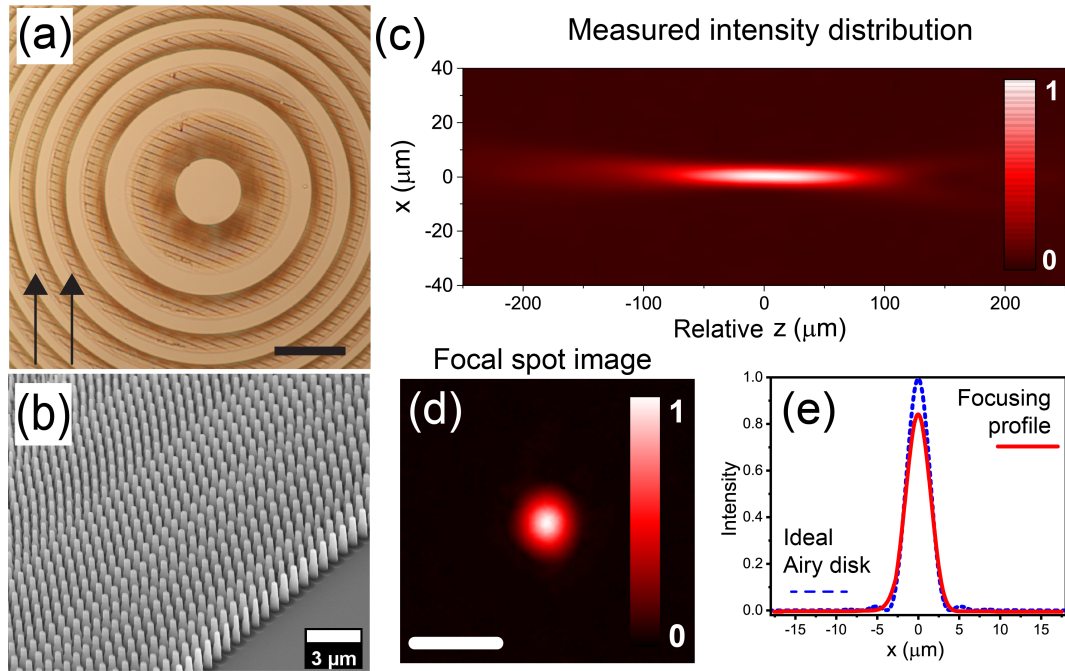 (a)
(b)
3 μm
(c)
Measured intensity distribution
x (μm)
40
20
0
-20
-40
1
0
-200
-100
0
100
200
Relative z (μm)
Focal spot image
(d)
1
0
(e)
Intensity
1.0
0.8
0.6
0.4
0.2
0.0
Focusing
profile
Ideal
Airy disk
-15
-10
-5
0
5
10
15
x (μm)